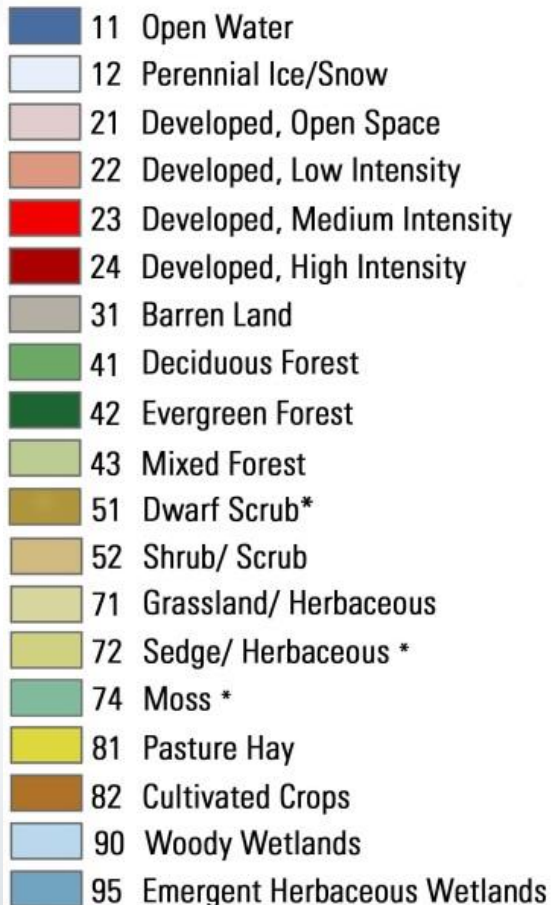 11 Open Water
12 Perennial Ice/Snow
21 Developed, Open Space
22 Developed, Low Intensity
23 Developed, Medium Intensity
24 Developed, High Intensity
31 Barren Land
41 Deciduous Forest
42 Evergreen Forest
43 Mixed Forest
51 Dwarf Scrub*
52 Shrub/ Scrub
71 Grassland/ Herbaceous
72 Sedge/ Herbaceous *
74 Moss *
81 Pasture Hay
82 Cultivated Crops
90 Woody Wetlands
95 Emergent Herbaceous Wetlands